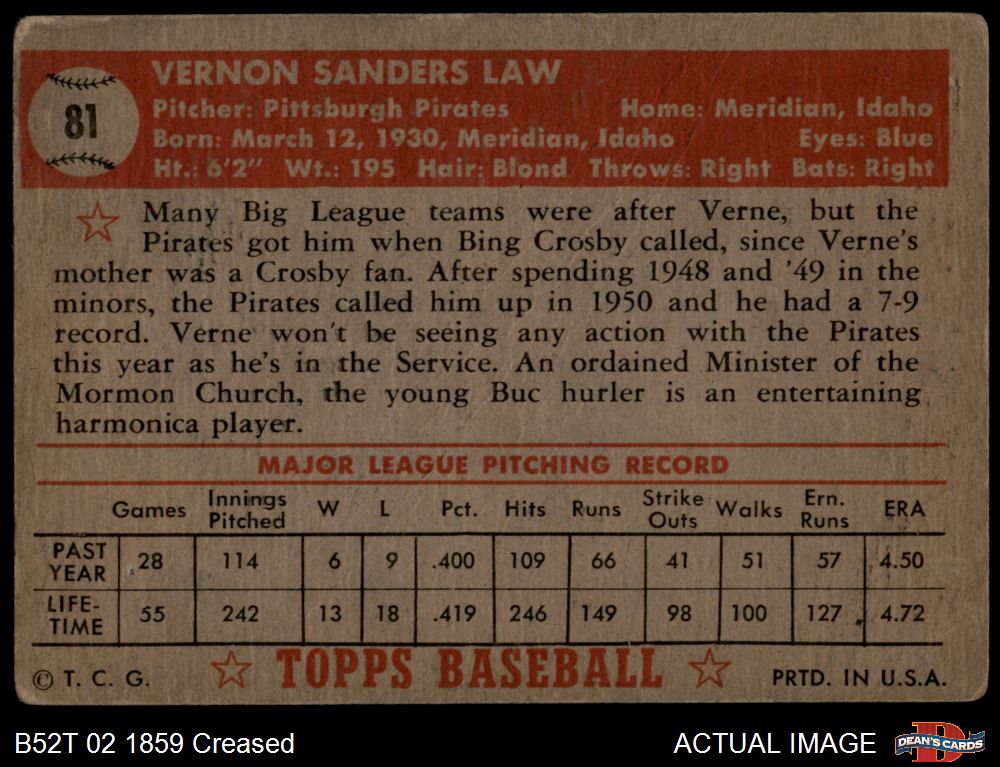 81
VERNON SANDERS LAW
Pitcher: Pittsburgh Pirates Home: Meridian, Idaho
Born: March 12, 1930, Meridian, Idaho Eyes: Blue
Ht.: 6'2" Wt.: 195 Hair: Blond Throws: Right Bats: Right
Many Big League teams were after Verne, but the
Pirates got him when Bing Crosby called, since Verne's
mother was a Crosby fan. After spending 1948 and '49 in the
minors, the Pirates called him up in 1950 and he had a 7-9
record. Verne won't be seeing any action with the Pirates
this year as he's in the Service. An ordained Minister of the
Mormon Church, the young Buc hurler is an entertaining
harmonica player.
MAJOR LEAGUE PITCHING RECORD
Games Innings Pitched W L Pct. Hits Runs Strike Outs Walks Ern. Runs ERA
PAST YEAR 28 114 6 9 .400 109 66 41 51 57 4.50
LIFE-TIME 55 242 13 18 .419 246 149 98 100 127 4.72
© T. C. G. TOPPS BASEBALL PRTD. IN U.S.A.
B52T 02 1859 Creased ACTUAL IMAGE D DEAN'S CARDS